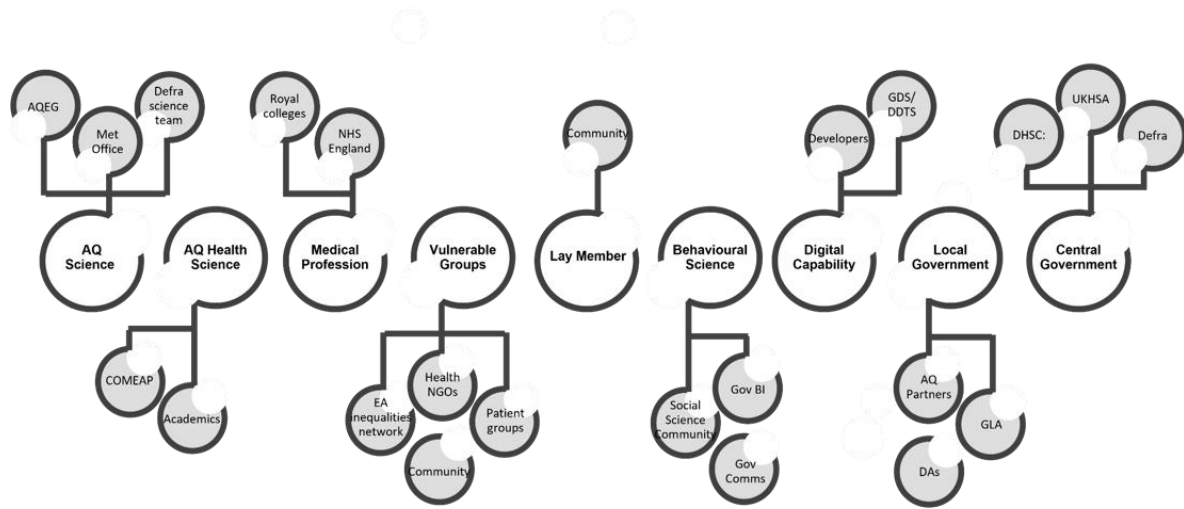 AQEG
Met
Office
Defra
science
team
Royal
colleges
NHS
England
Community
Developers
GDS/
DDTS
DHSC:
UKHSA
Defra
AQ
Science
AQ Health
Science
Medical
Profession
Vulnerable
Groups
Lay Member
Behavioural
Science
Digital
Capability
Local
Government
Central
Government
COMEAP
Academics
EA
inequalities
network
Health
NGOs
Patient
groups
Community
Social
Science
Community
Gov BI
Gov
Comms
AQ
Partners
GLA
DAs